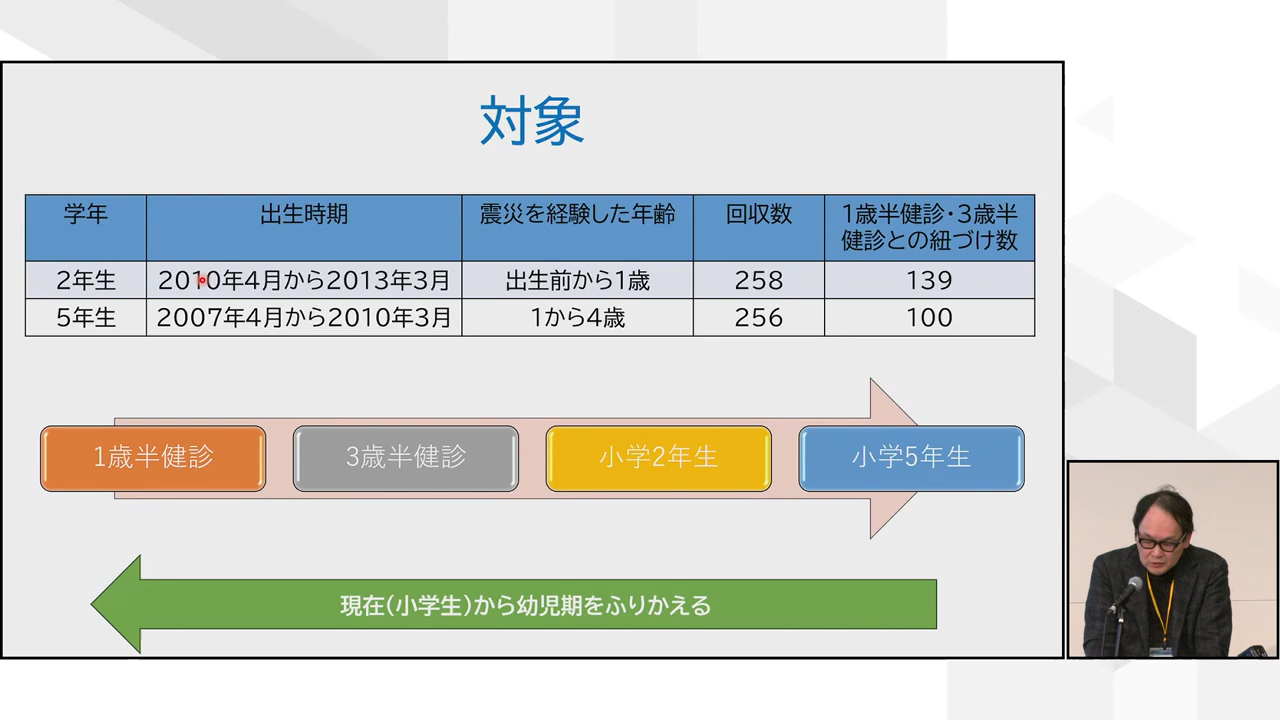 対象
学年 出生時期 震災を経験した年齢 回収数 1歳半健診・3歳半
健診との紐づけ数
2年生 2010年4月から2013年3月 出生前から1歳 258 139
5年生 2007年4月から2010年3月 1から4歳 256 100
1歳半健診 3歳半健診 小学2年生 小学5年生
現在(小学生)から幼児期をふりかえる